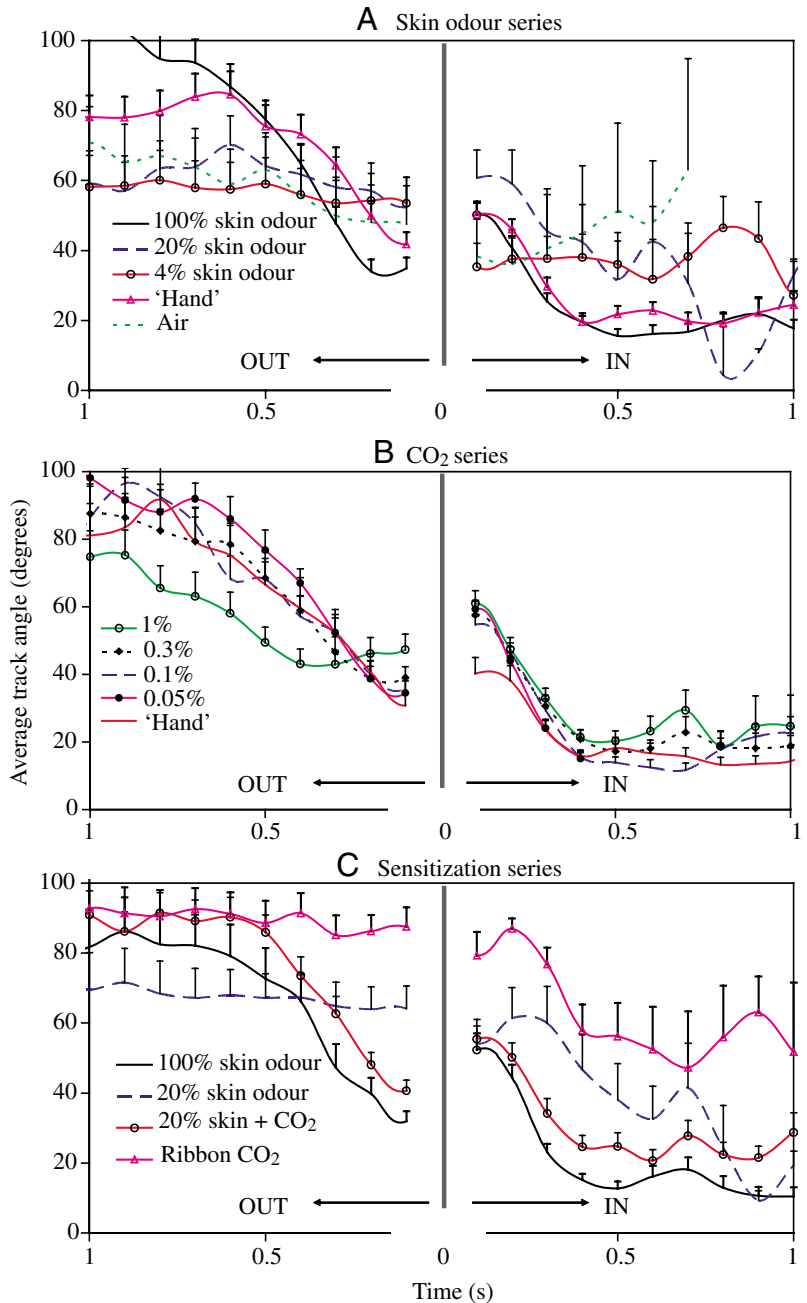 A Skin odour series
100
80
60
40
20
0
100% skin odour
20% skin odour
4% skin odour
‘Hand’
Air
OUT
IN
1
0.5
0
0.5
1
B CO2 series
Average track angle (degrees)
100
80
60
40
20
0
1%
0.3%
0.1%
0.05%
‘Hand’
OUT
IN
1
0.5
0
0.5
1
C Sensitization series
100
80
60
40
20
0
100% skin odour
20% skin odour
20% skin + CO2
Ribbon CO2
OUT
IN
1
0.5
0
0.5
1
Time (s)